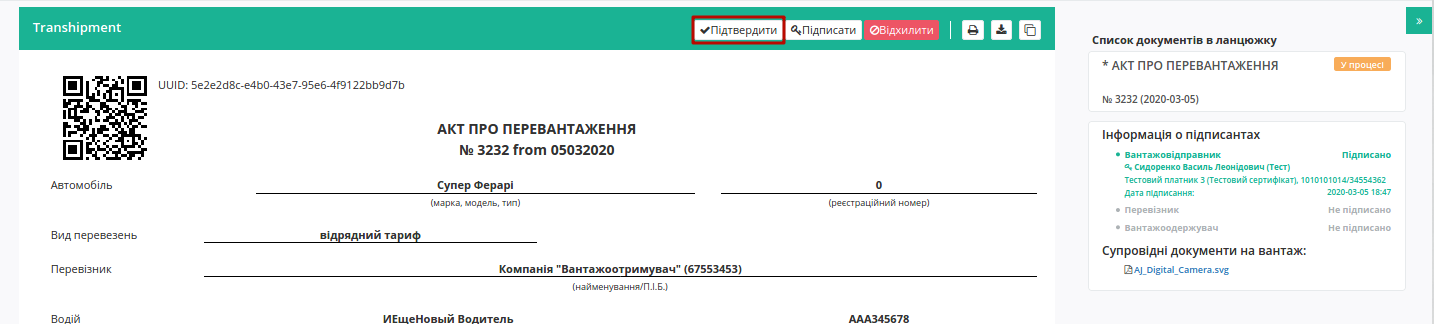 Transhipment
Підтвердити Підписати Відхилити
»
UUID: 5e2e2d8c-e4b0-43e7-95e6-4f9122bb9d7b
АКТ ПРО ПЕРЕВАНТАЖЕННЯ
№ 3232 from 05032020
Автомобіль Супер Ферарі 0
(марка, модель, тип) (реєстраційний номер)
Вид перевезень відрядний тариф
Перевізник Компанія "Вантажоотримувач" (67553453)
(найменування/П.І.Б.)
Водій ИЕщеНовый Водитель ААА345678
Список документів в ланцюжку
* АКТ ПРО ПЕРЕВАНТАЖЕННЯ У процесі
№ 3232 (2020-03-05)
Інформація о підписантах
Вантажовідправник Підписано
Сидоренко Василь Леонідович (Тест)
Тестовий платник 3 (Тестовий сертифікат), 1010101014/34554362
Дата підписання: 2020-03-05 18:47
Перевізник Не підписано
Вантажоодержувач Не підписано
Супровідні документи на вантаж:
AJ_Digital_Camera.svg